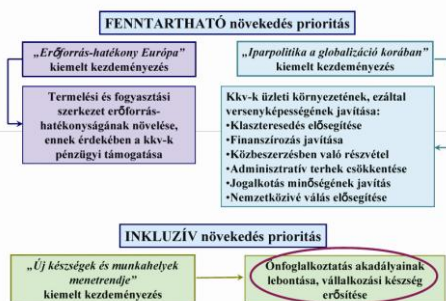 FENNTARTHATÓ növekedés prioritás
„Erőforrás-hatékony Európa”
kiemelt kezdeményezés
„Iparpolitika a globalizáció korában”
kiemelt kezdeményezés
Termelési és fogyasztási
szerkezet erőforrás-
hatékonyságának növelése,
ennek érdekében a kkv-k
pénzügyi támogatása
Kkv-k üzleti környezetének, ezáltal
versenyképességének javítása:
•Klaszteresedés elősegítése
•Finanszírozás javítása
•Közbeszerzésben való részvétel
•Adminisztratív terhek csökkentése
•Jogalkotás minőségének javítás
•Nemzetközivé válás elősegítése
INKLUZÍV növekedés prioritás
„Új készségek és munkahelyek
menetrendje”
kiemelt kezdeményezés
Önfoglalkoztatás akadályainak
lebontása, vállalkozási készség
erősítése